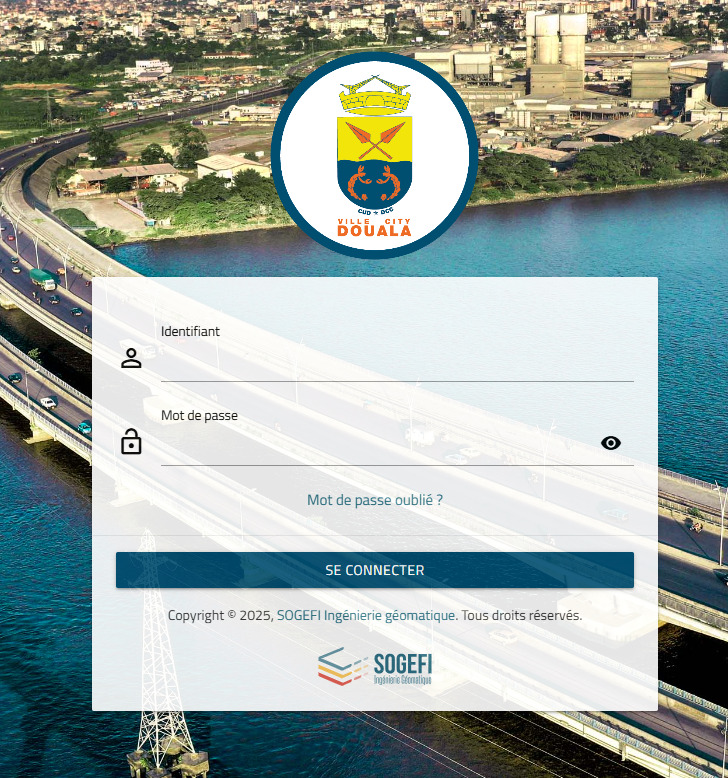 CUD ★ DCC
VILLE CITY
DOUALA
Identifiant
Mot de passe
Mot de passe oublié ?
SE CONNECTER
Copyright © 2025, SOGEFI Ingénierie géomatique. Tous droits réservés.
SOGEFI
Ingénierie Géomatique